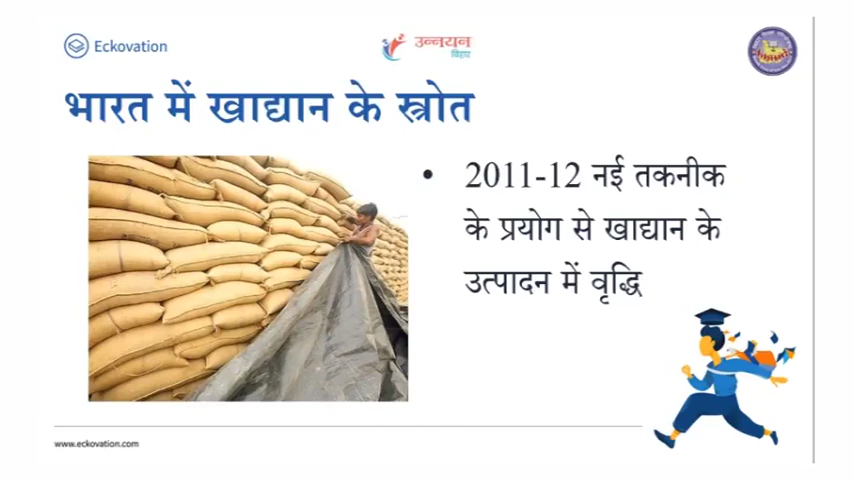 Eckovation
उन्नयन
बिहार
भारत में खाद्यान के स्त्रोत
• 2011-12 नई तकनीक
के प्रयोग से खाद्यान के
उत्पादन में वृद्धि
www.eckovation.com